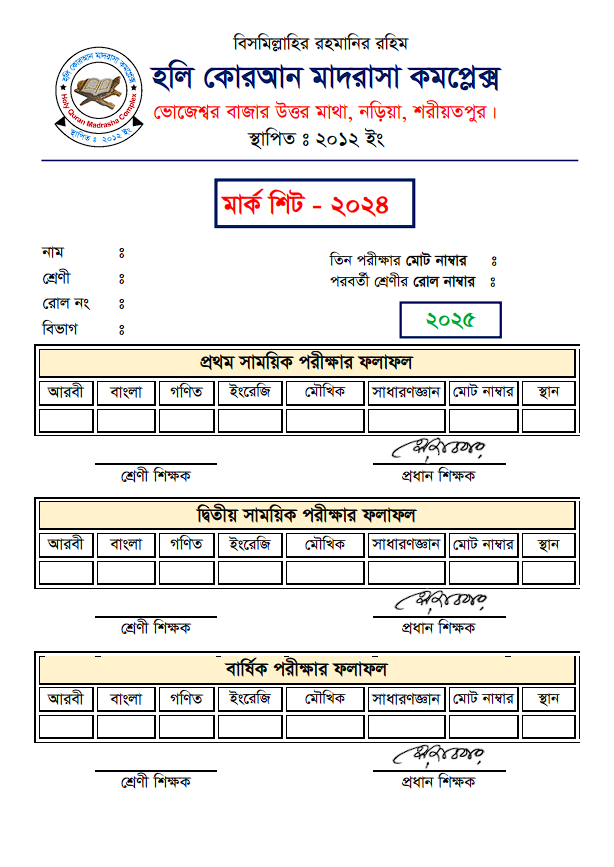 বিসমিল্লাহির রহমানির রহিম
হলি কোরআন মাদরাসা কমপ্লেক্স
ভোজেশ্বর বাজার উত্তর মাথা, নড়িয়া, শরীয়তপুর।
স্থাপিত ঃ ২০১২ ইং
হলি কোরআন মাদরাসা কমপ্লেক্স
Holy Quran Madrasha Complex
স্থাপিত ঃ ২০১২ ইং
মার্ক শিট - ২০২৪
নাম ঃ
শ্রেণী ঃ
রোল নং ঃ
বিভাগ ঃ
তিন পরীক্ষার মোট নাম্বার ঃ
পরবর্তী শ্রেণীর রোল নাম্বার ঃ
২০২৫
প্রথম সাময়িক পরীক্ষার ফলাফল
আরবী বাংলা গণিত ইংরেজি মৌখিক সাধারণজ্ঞান মোট নাম্বার স্থান
শ্রেণী শিক্ষক প্রধান শিক্ষক
দ্বিতীয় সাময়িক পরীক্ষার ফলাফল
আরবী বাংলা গণিত ইংরেজি মৌখিক সাধারণজ্ঞান মোট নাম্বার স্থান
শ্রেণী শিক্ষক প্রধান শিক্ষক
বার্ষিক পরীক্ষার ফলাফল
আরবী বাংলা গণিত ইংরেজি মৌখিক সাধারণজ্ঞান মোট নাম্বার স্থান
শ্রেণী শিক্ষক প্রধান শিক্ষক